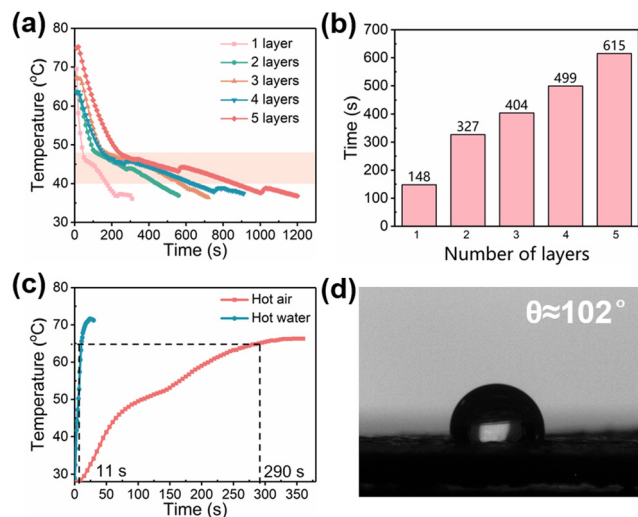 (a)
1 layer
2 layers
3 layers
4 layers
5 layers
80
70
60
50
40
30
Temperature (°C)
0 200 400 600 800 1000 1200
Time (s)
(b)
700
600
500
400
300
200
100
0
Time (s)
148
327
404
499
615
1 2 3 4 5
Number of layers
(c)
Hot air
Hot water
80
70
60
50
40
30
Temperature (°C)
11 s
290 s
0 50 100 150 200 250 300 350
Time (s)
(d)
θ≈102°